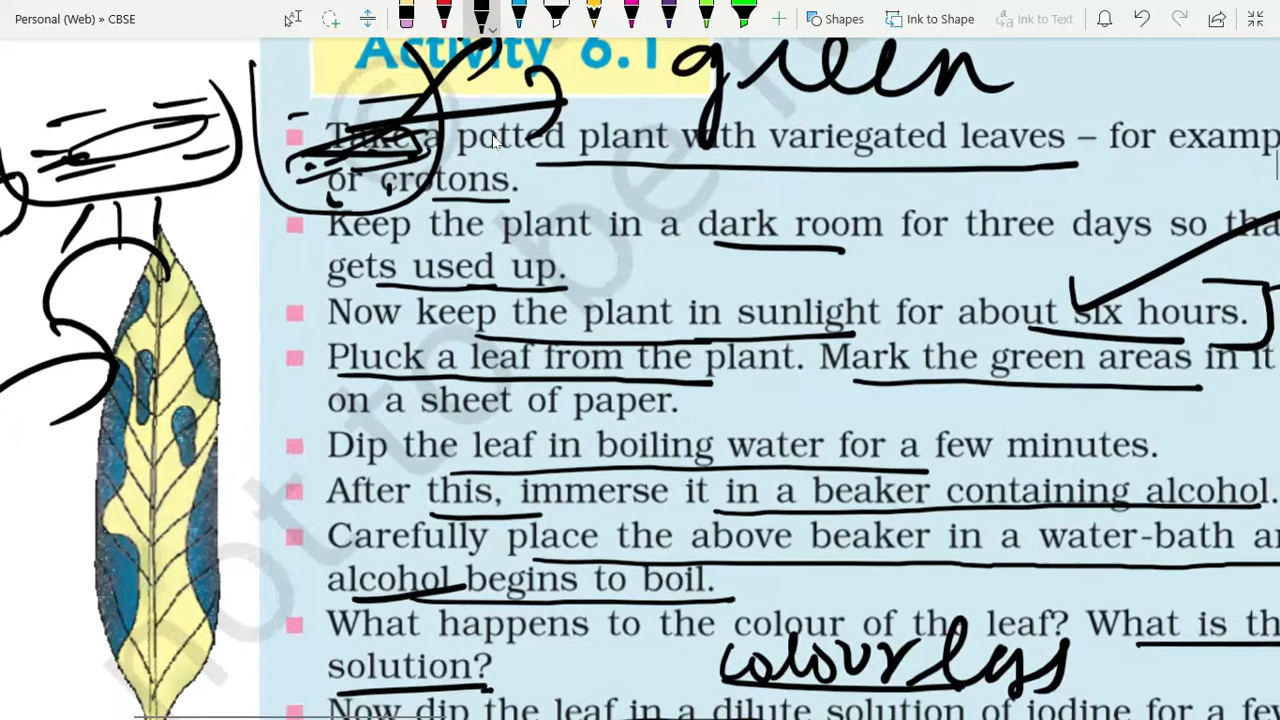 Personal (Web) » CBSE
Shapes
Ink to Shape
Ink to Text
Activity 6.1
green
Take a potted plant with variegated leaves – for examp
or crotons.
Keep the plant in a dark room for three days so tha
gets used up.
Now keep the plant in sunlight for about six hours.
Pluck a leaf from the plant. Mark the green areas in it
on a sheet of paper.
Dip the leaf in boiling water for a few minutes.
After this, immerse it in a beaker containing alcohol.
Carefully place the above beaker in a water-bath an
alcohol begins to boil.
What happens to the colour of the leaf? What is th
solution?
colourless
Now dip the leaf in a dilute solution of iodine for a few
not to be re